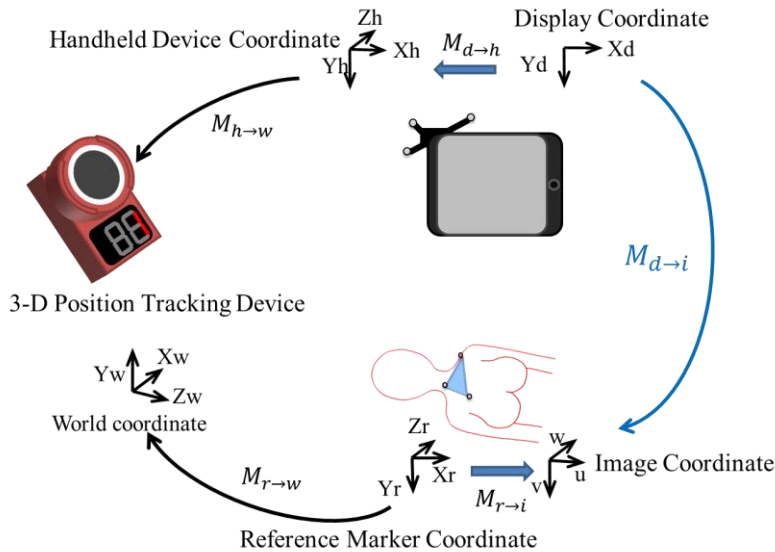 Display Coordinate
Zh
Handheld Device Coordinate
Xh
M_{d→h}
Xd
Yh
Yd
M_{h→w}
81
M_{d→i}
3-D Position Tracking Device
Xw
Yw
Zw
World coordinate
Zr
w
Xr
Image Coordinate
u
Yr
v
M_{r→w}
M_{r→i}
Reference Marker Coordinate